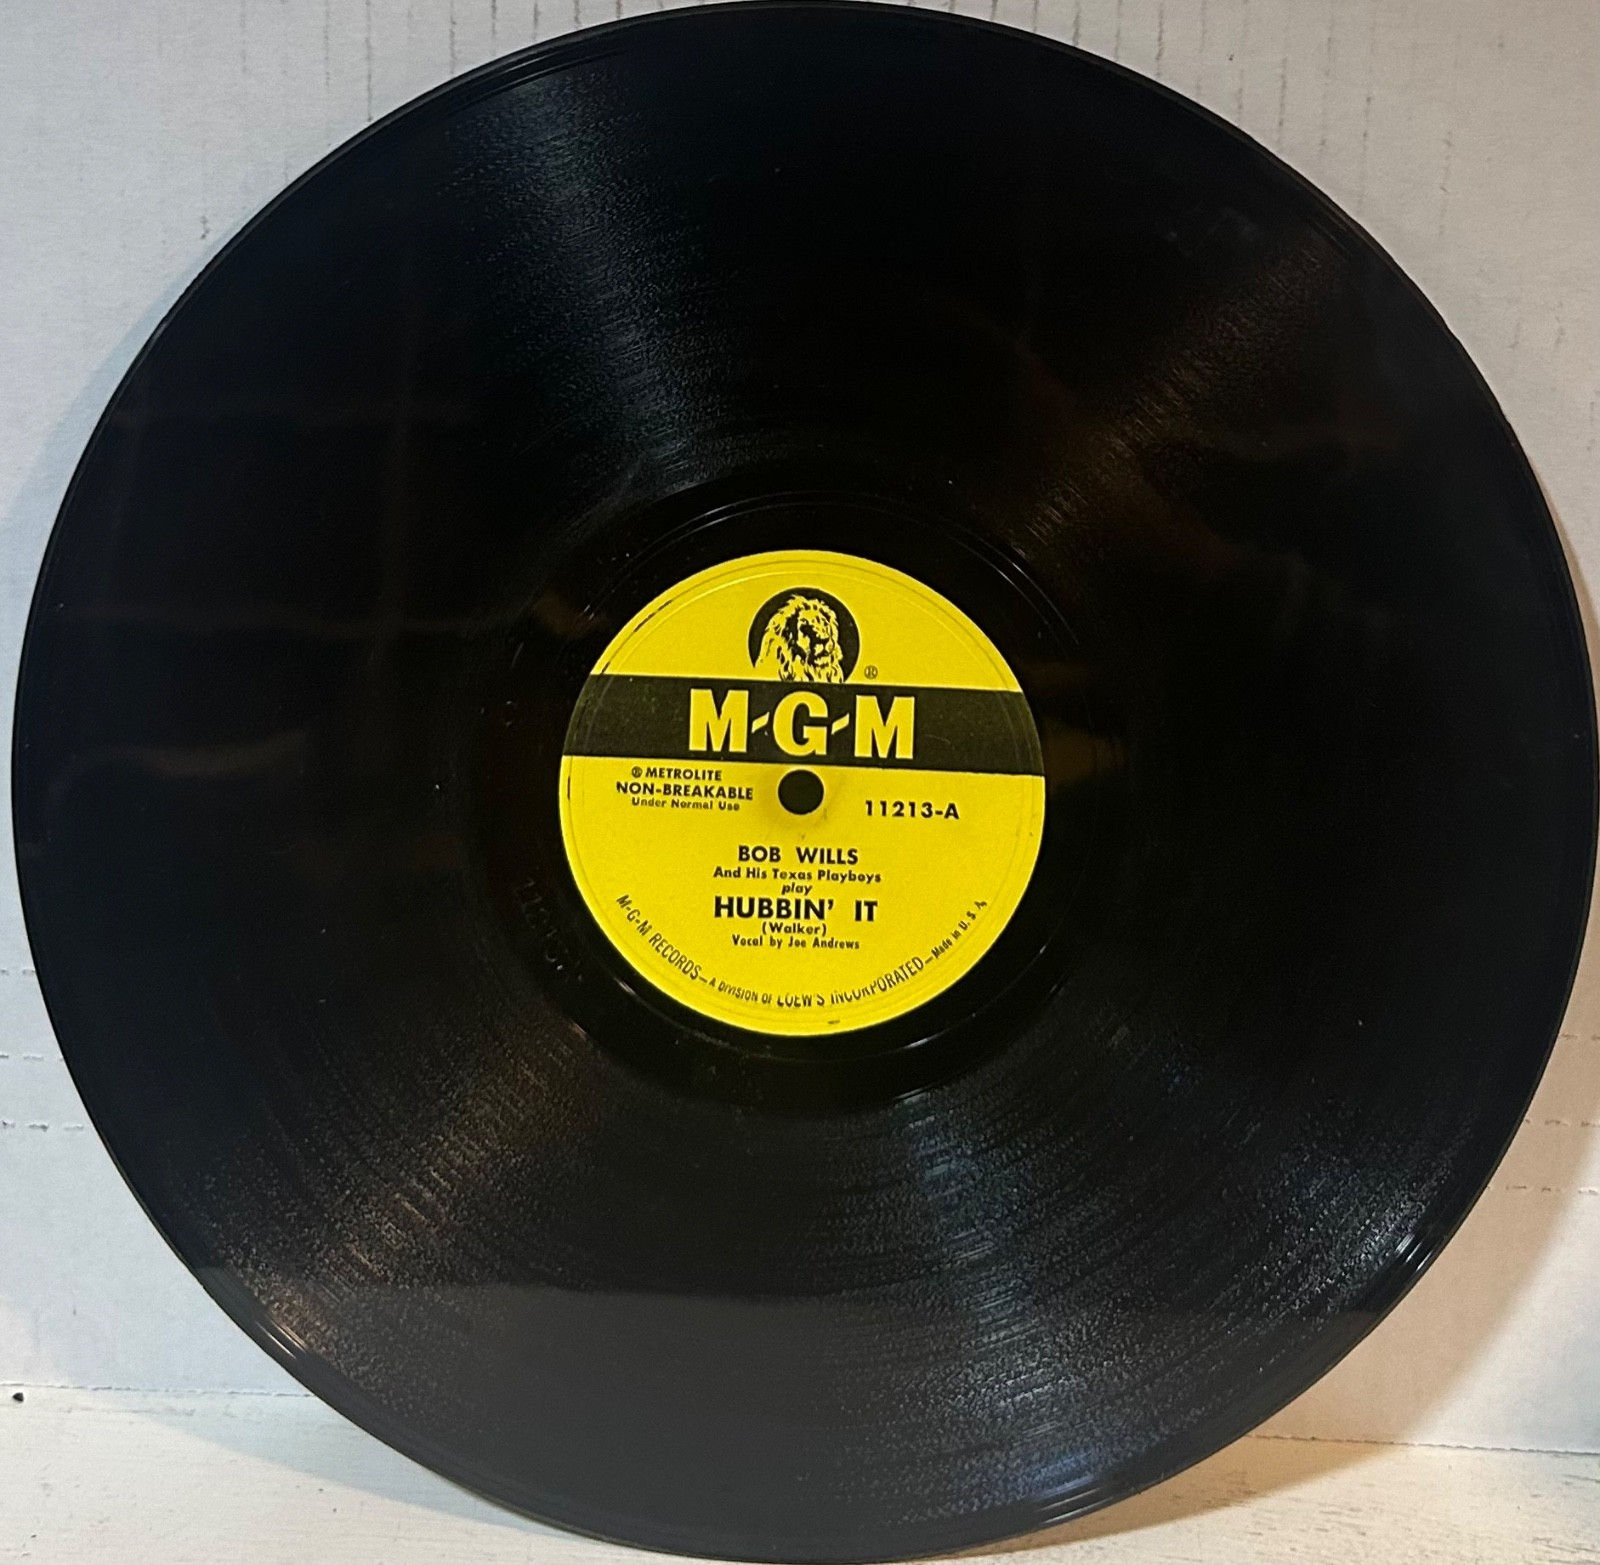 ®
M-G-M
® METROLITE
NON-BREAKABLE
Under Normal Use
11213-A
BOB WILLS
And His Texas Playboys
play
HUBBIN' IT
(Walker)
Vocal by Joe Andrews
M-G-M RECORDS—A DIVISION OF LOEW'S INCORPORATED—Made in U. S. A.